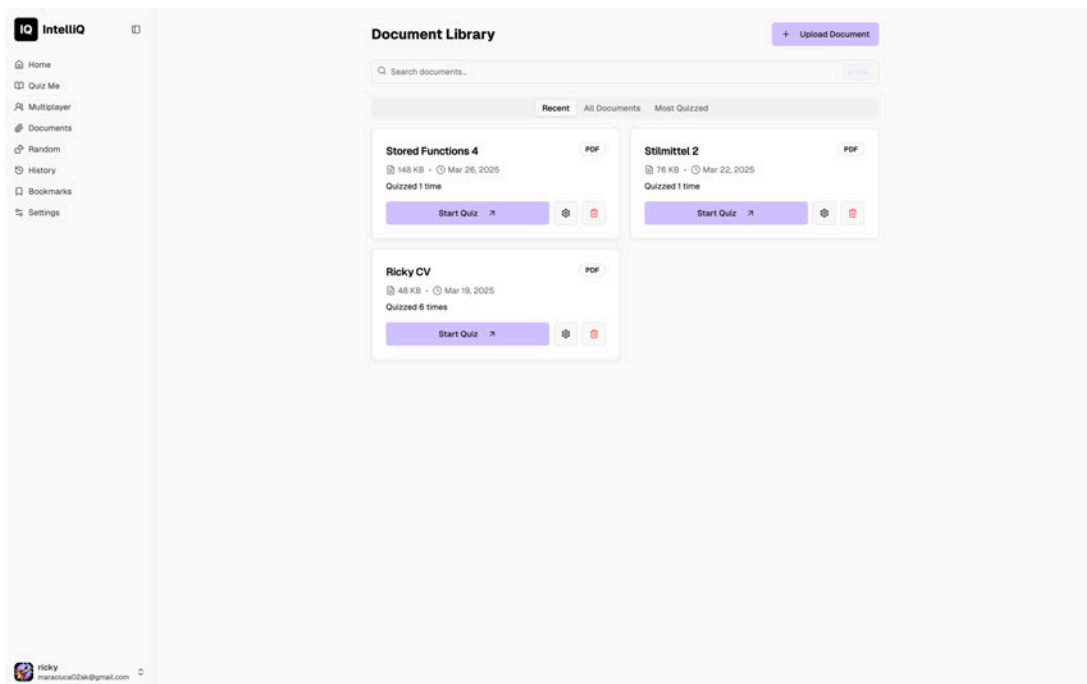 IQ IntelliQ
Home
Quiz Me
Multiplayer
Documents
Random
History
Bookmarks
Settings
ricky
maraciuca02ak@gmail.com
Document Library
+ Upload Document
Search documents...
Recent All Documents Most Quizzed
Stored Functions 4 PDF
148 KB • Mar 26, 2025
Quizzed 1 time
Start Quiz
Stilmittel 2 PDF
76 KB • Mar 22, 2025
Quizzed 1 time
Start Quiz
Ricky CV PDF
48 KB • Mar 19, 2025
Quizzed 6 times
Start Quiz